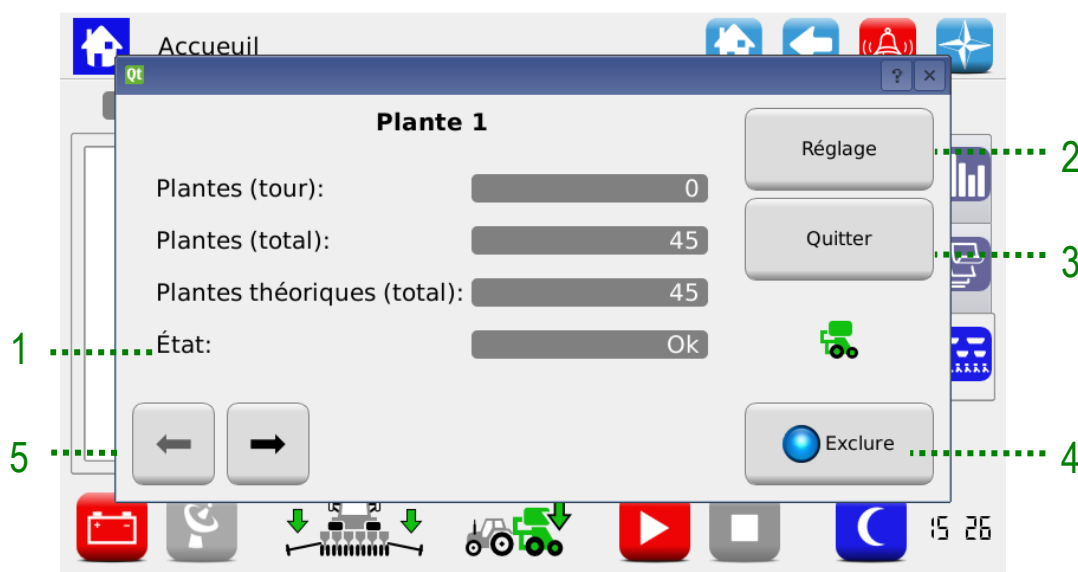 Accueuil
Qt
? ×
Plante 1
Réglage
2
Plantes (tour): 0
Plantes (total): 45
Quitter
3
Plantes théoriques (total): 45
1
État: Ok
5
Exclure
4
15 26